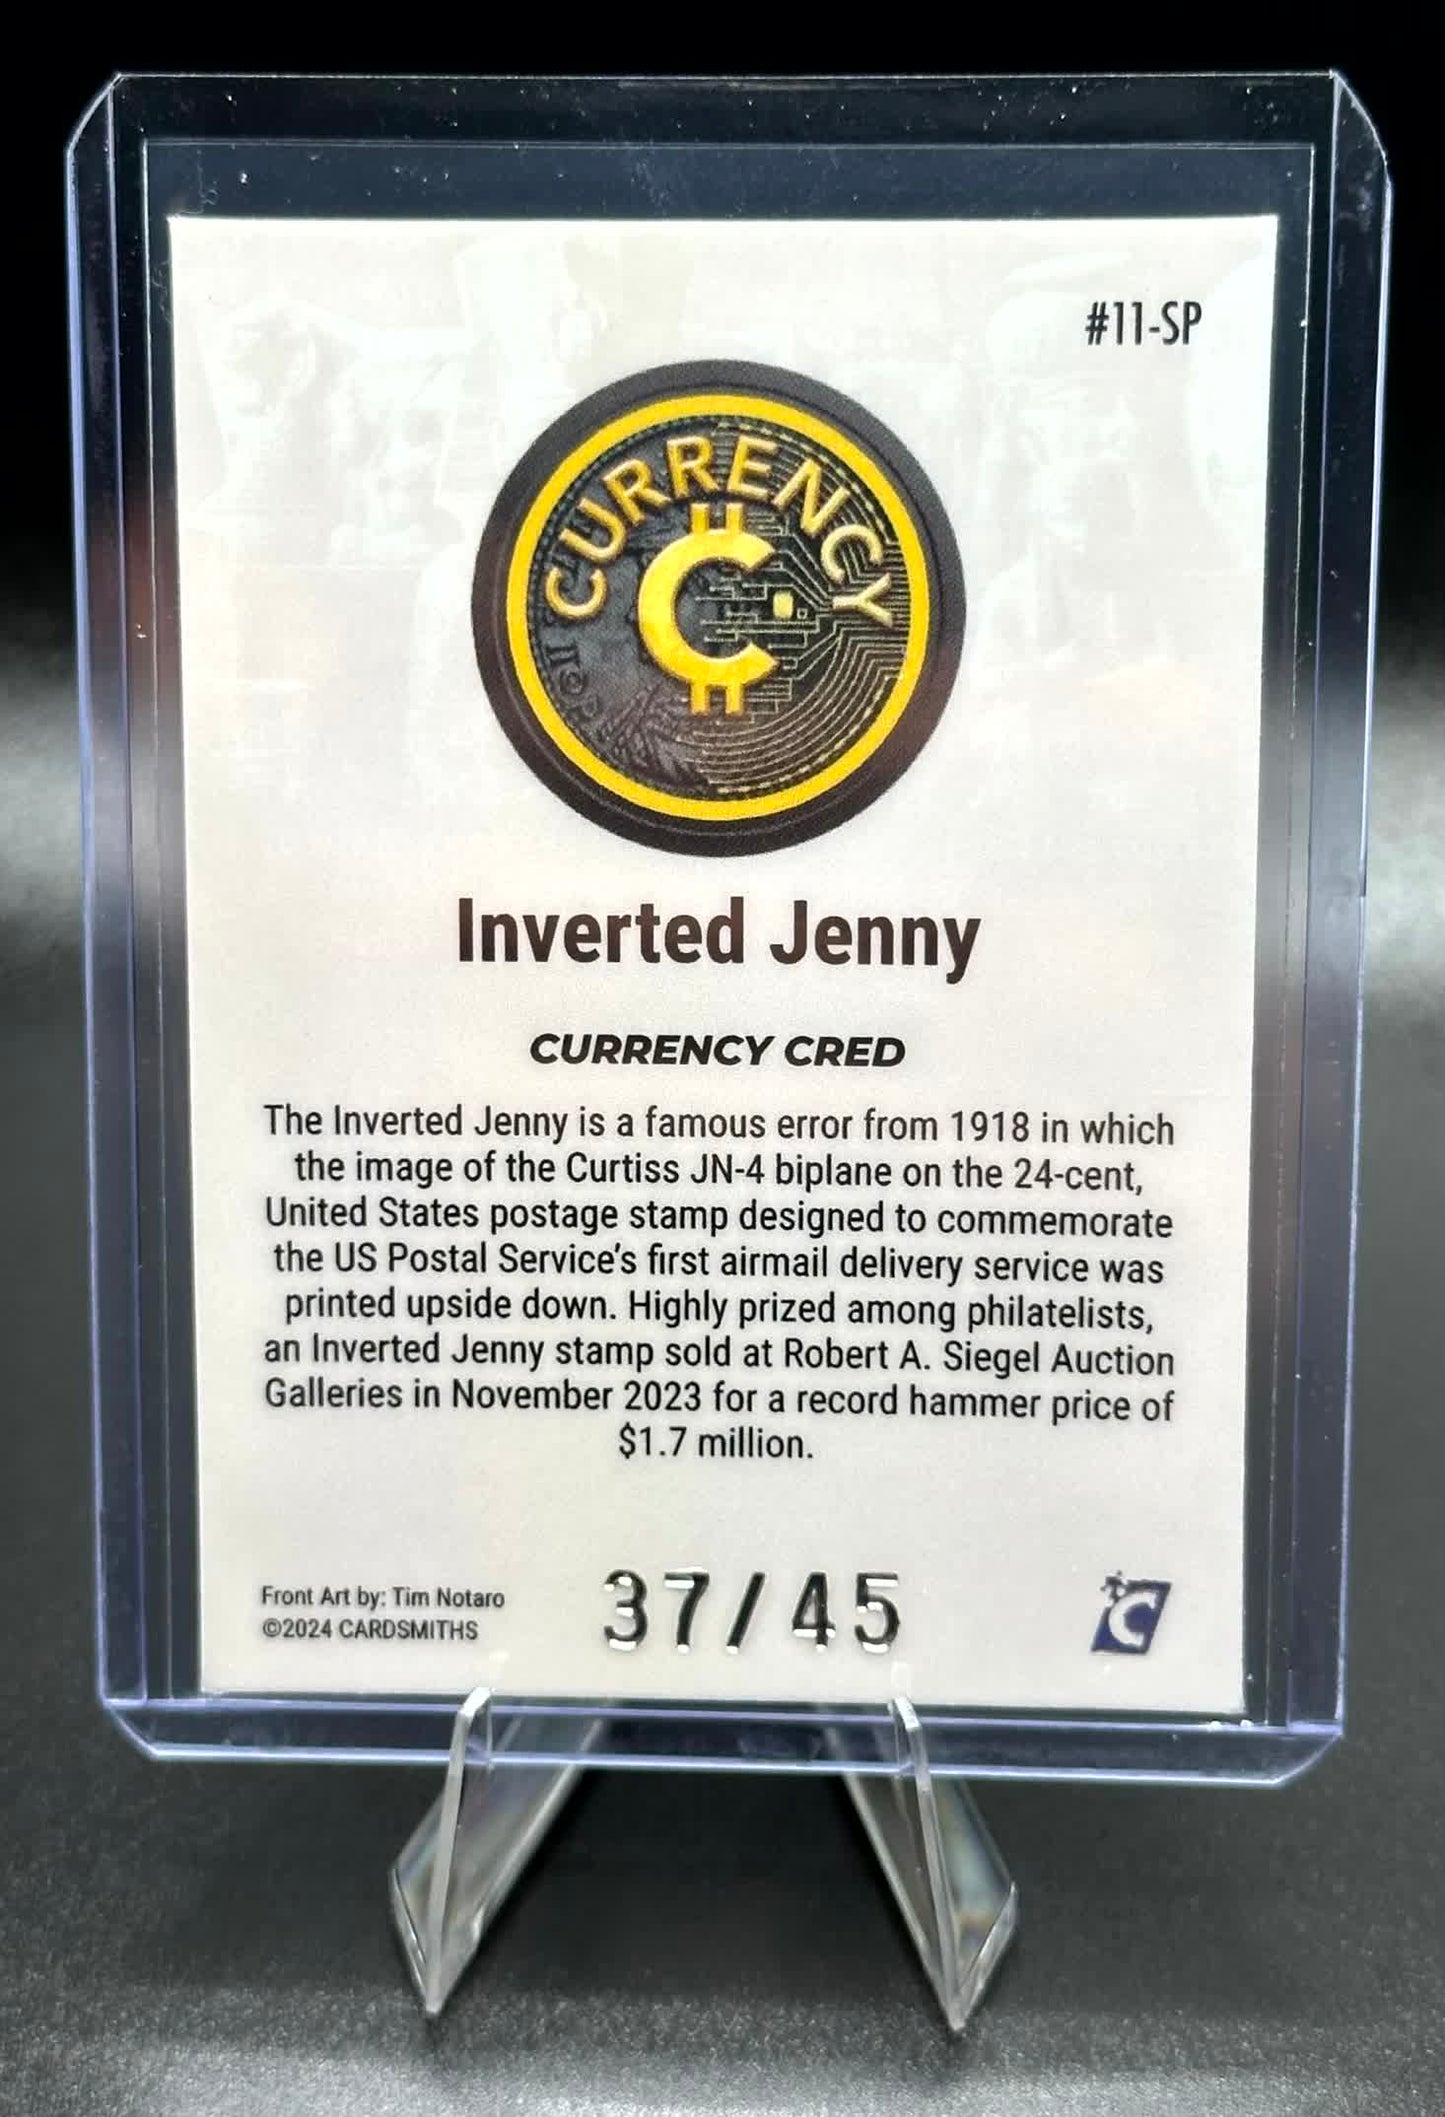 #11-SP
CURRENCY
C
Inverted Jenny
CURRENCY CRED
The Inverted Jenny is a famous error from 1918 in which
the image of the Curtiss JN-4 biplane on the 24-cent,
United States postage stamp designed to commemorate
the US Postal Service's first airmail delivery service was
printed upside down. Highly prized among philatelists,
an Inverted Jenny stamp sold at Robert A. Siegel Auction
Galleries in November 2023 for a record hammer price of
$1.7 million.
Front Art by: Tim Notaro
©2024 CARDSMITHS
37/45
C